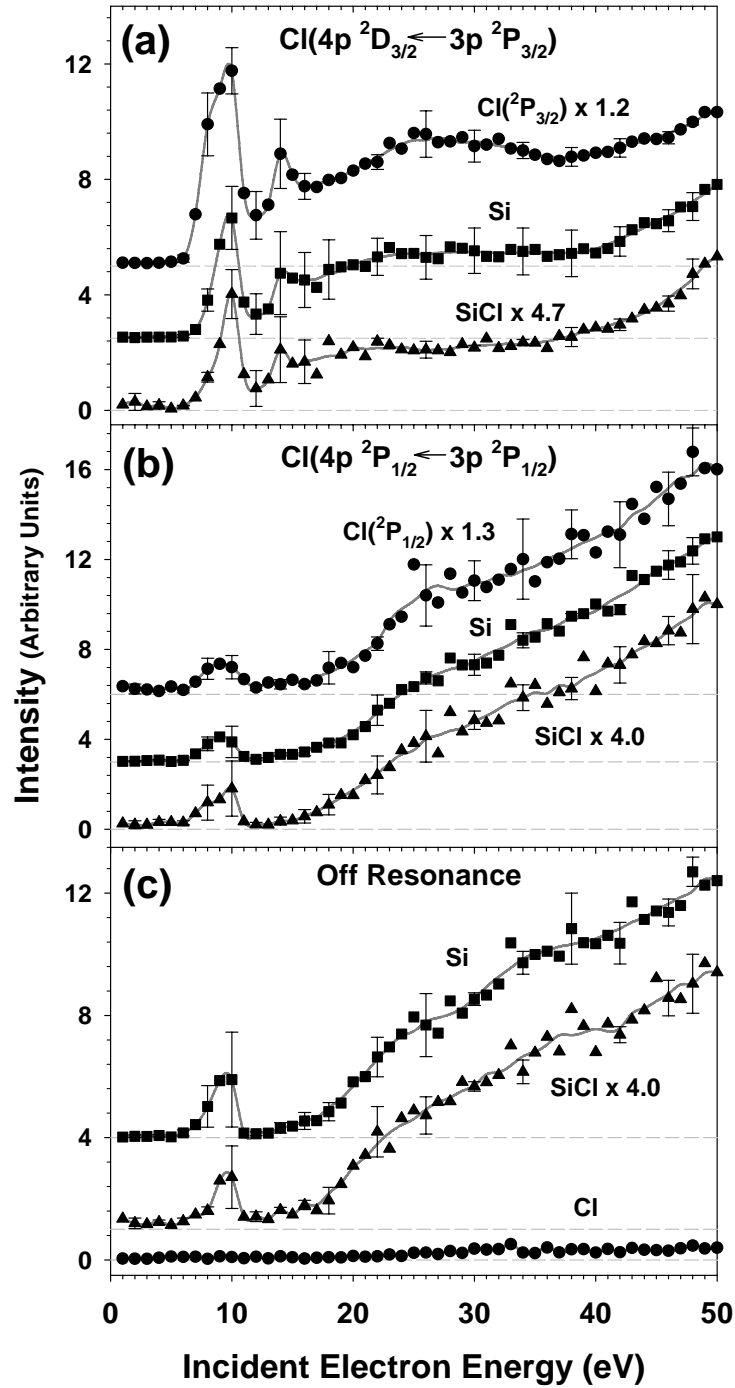 (a) Cl(4p ²D₃/₂ ← 3p ²P₃/₂)
12
Cl(²P₃/₂) x 1.2
8
Si
4
SiCl x 4.7
0
(b) Cl(4p ²P₁/₂ ← 3p ²P₁/₂)
16
Cl(²P₁/₂) x 1.3
12
Si
8
4
SiCl x 4.0
0
Intensity (Arbitrary Units)
(c) Off Resonance
12
Si
8
SiCl x 4.0
4
Cl
0
0 10 20 30 40 50
Incident Electron Energy (eV)